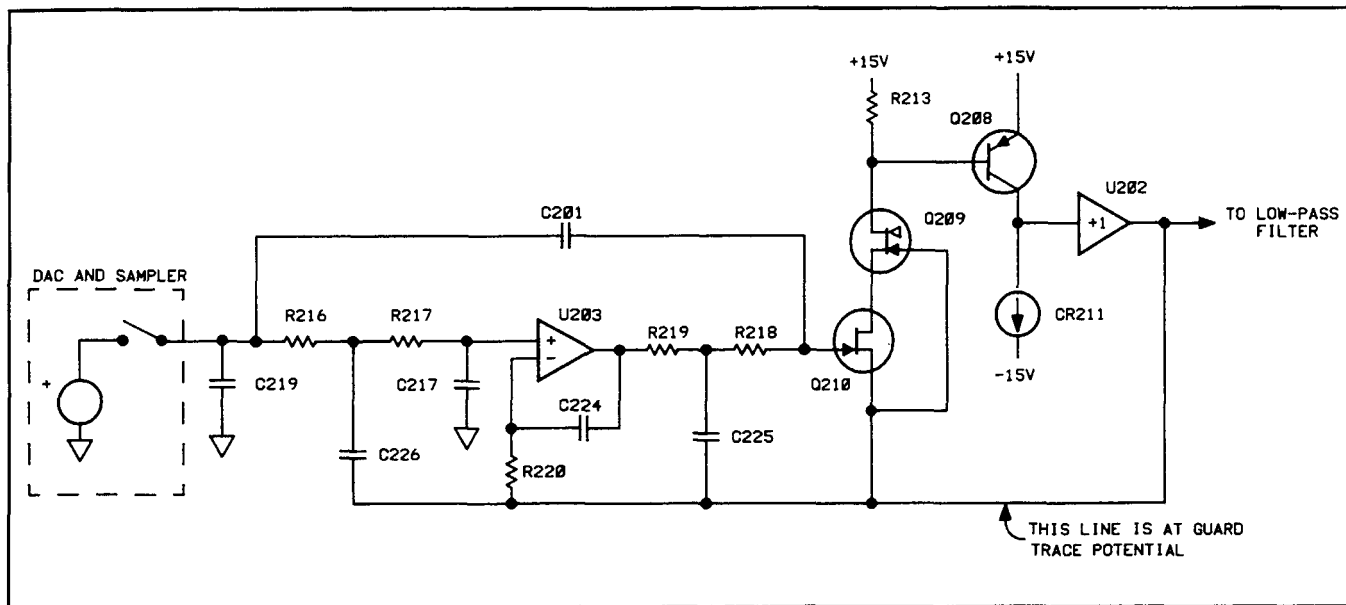 +15V
+15V
R213
Q208
C201
Q209
U202
+1
TO LOW-PASS
FILTER
DAC AND SAMPLER
R216
R217
U203
+
-
R219
R218
CR211
+
C219
C217
C224
Q210
-15V
C226
R220
C225
THIS LINE IS AT GUARD
TRACE POTENTIAL